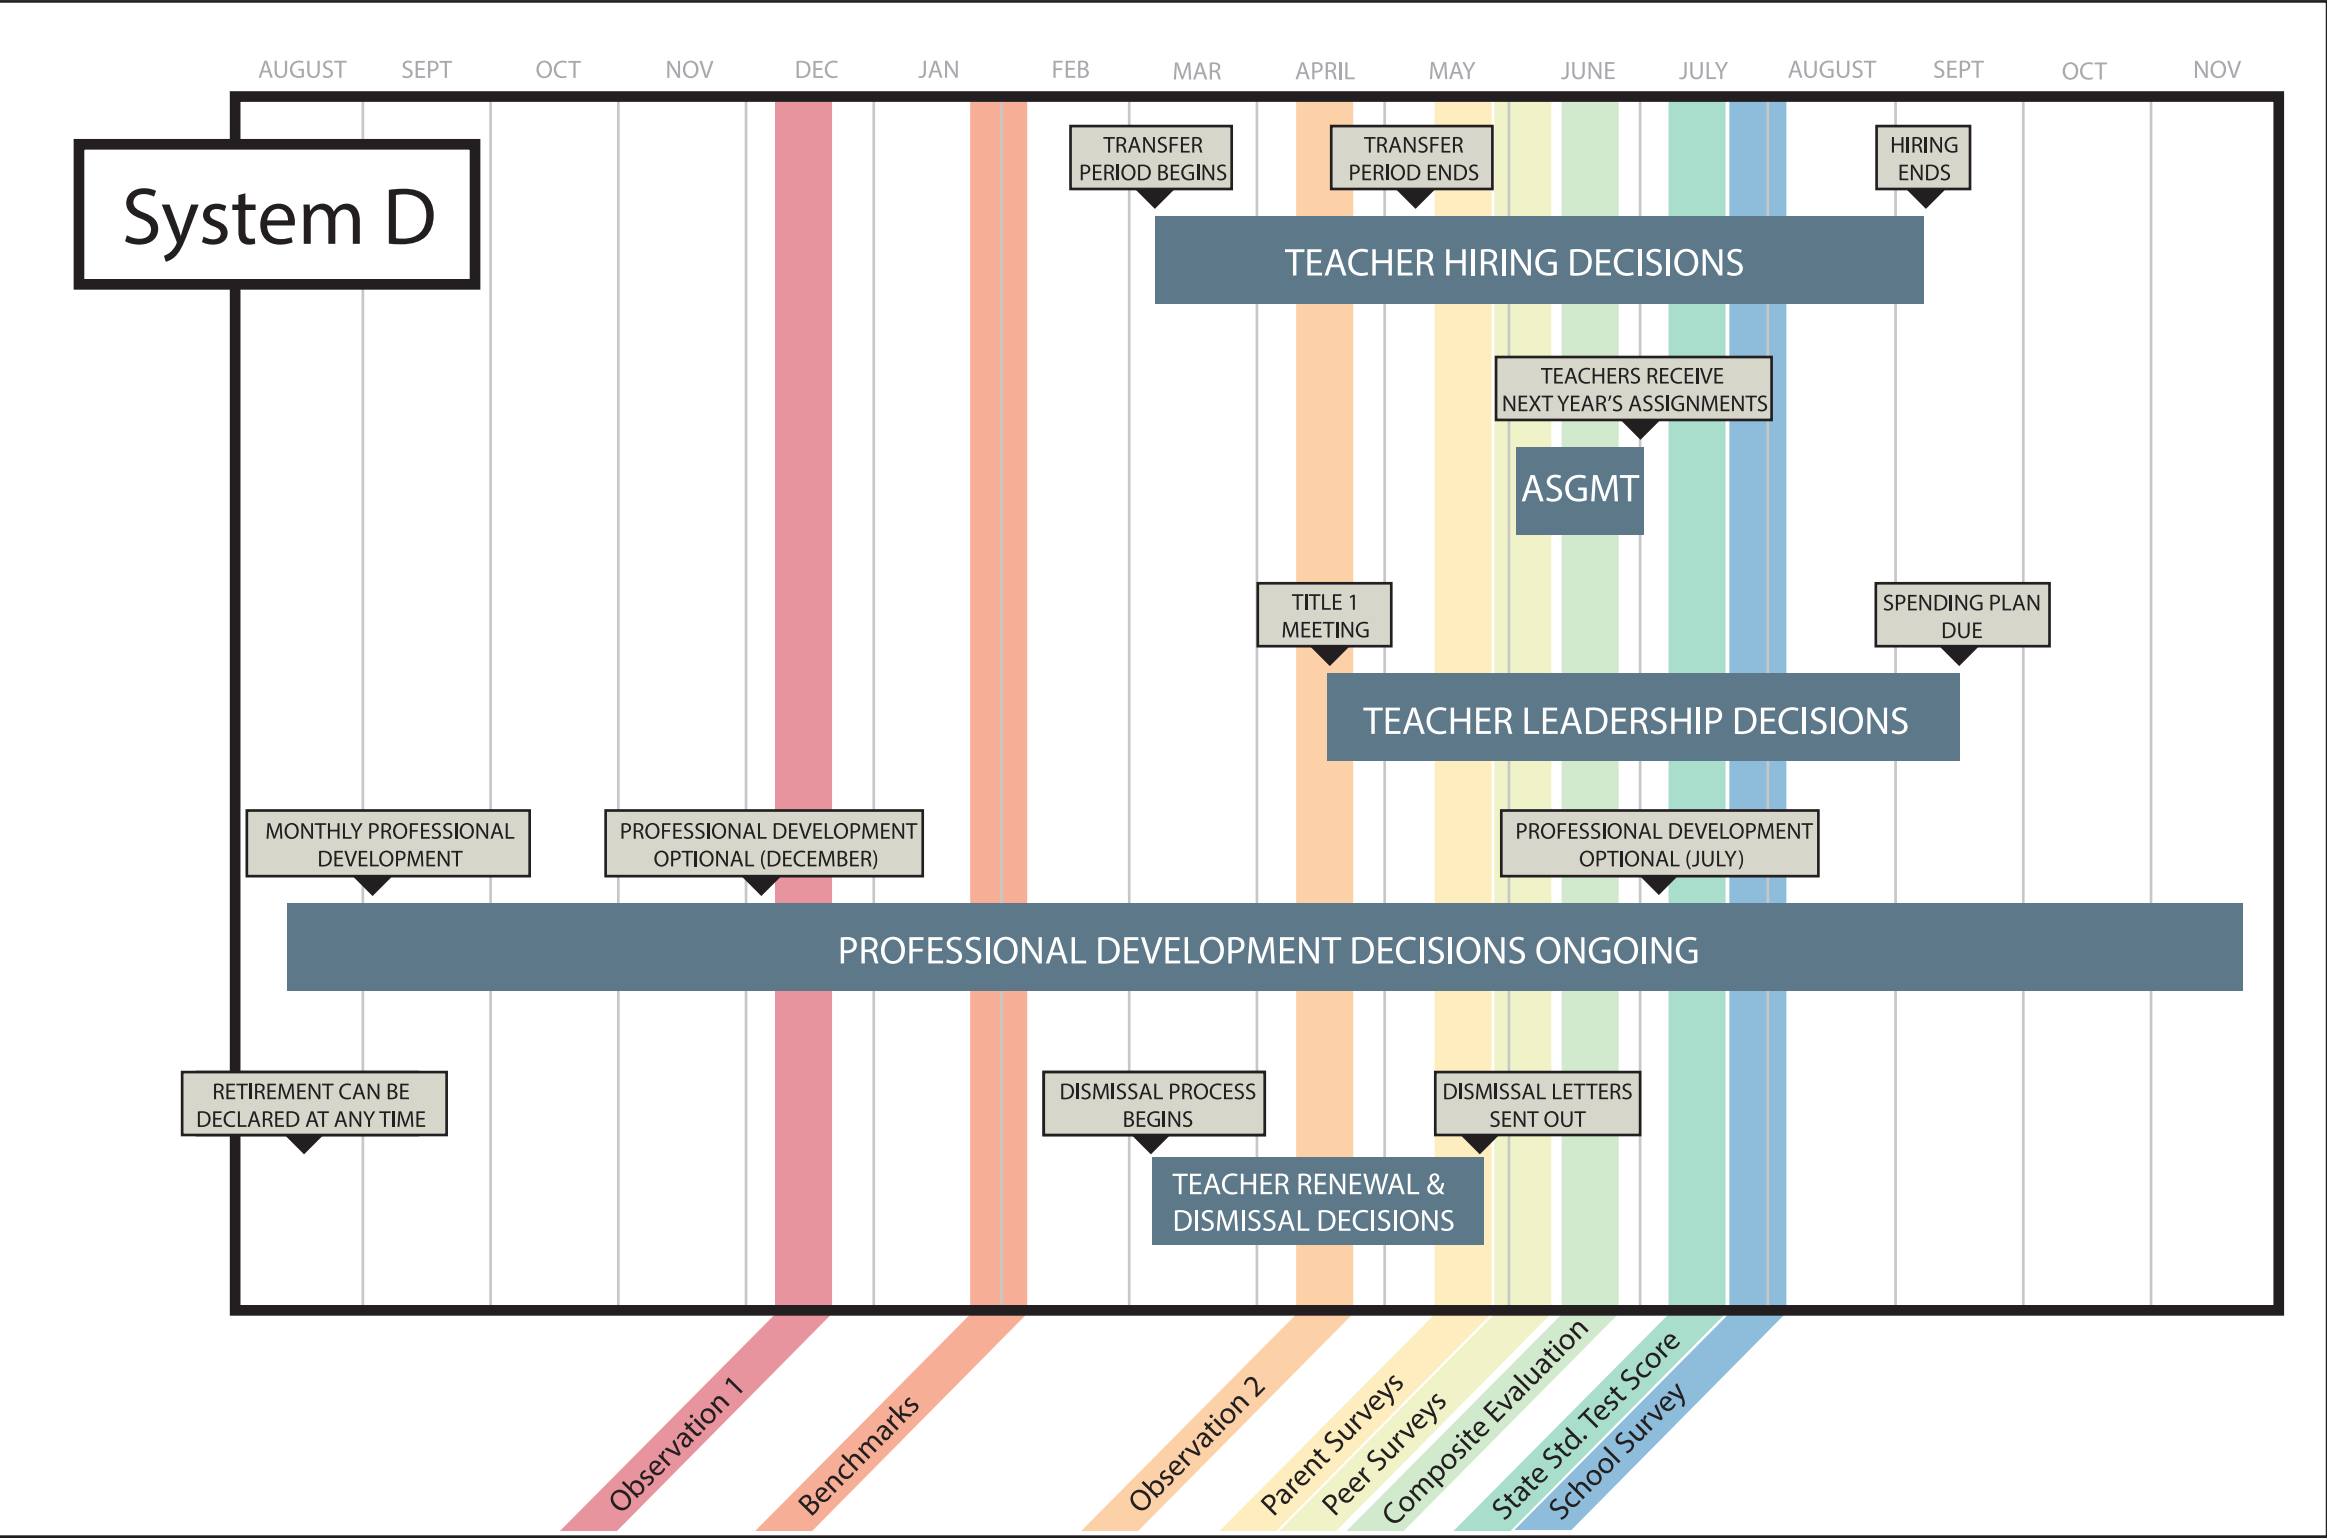 AUGUST SEPT OCT NOV DEC JAN FEB MAR APRIL MAY JUNE JULY AUGUST SEPT OCT NOV
System D
TRANSFER
PERIOD BEGINS
TRANSFER
PERIOD ENDS
HIRING
ENDS
TEACHER HIRING DECISIONS
TEACHERS RECEIVE
NEXT YEAR'S ASSIGNMENTS
ASGMT
TITLE 1
MEETING
SPENDING PLAN
DUE
TEACHER LEADERSHIP DECISIONS
MONTHLY PROFESSIONAL
DEVELOPMENT
PROFESSIONAL DEVELOPMENT
OPTIONAL (DECEMBER)
PROFESSIONAL DEVELOPMENT
OPTIONAL (JULY)
PROFESSIONAL DEVELOPMENT DECISIONS ONGOING
RETIREMENT CAN BE
DECLARED AT ANY TIME
DISMISSAL PROCESS
BEGINS
DISMISSAL LETTERS
SENT OUT
TEACHER RENEWAL &
DISMISSAL DECISIONS
Observation 1
Benchmarks
Observation 2
Parent Surveys
Peer Surveys
Composite Evaluation
State Std. Test Score
School Survey